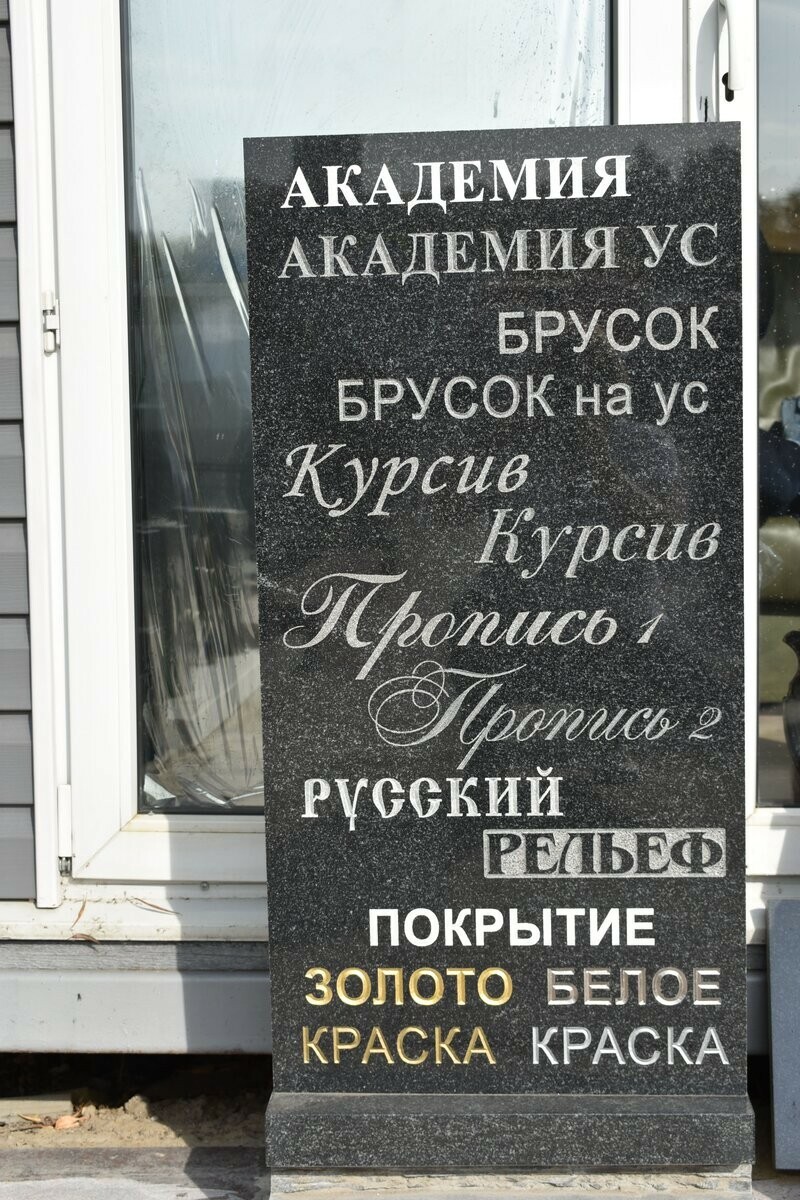 АКАДЕМИЯ
АКАДЕМИЯ УС
БРУСОК
БРУСОК на ус
Курсив
Курсив
Пропись 1
Пропись 2
РУССКИЙ
РЕЛЬЕФ
ПОКРЫТИЕ
ЗОЛОТО БЕЛОЕ
КРАСКА КРАСКА